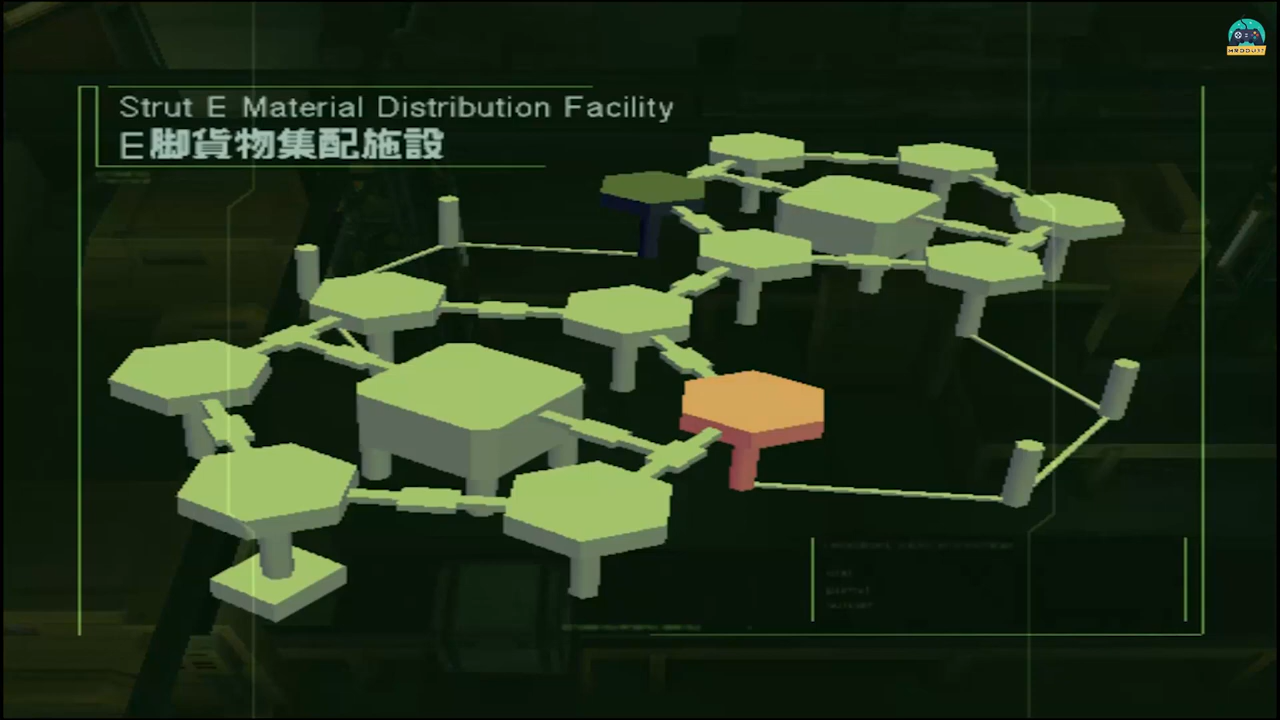 Strut E Material Distribution Facility
E脚貨物集配施設